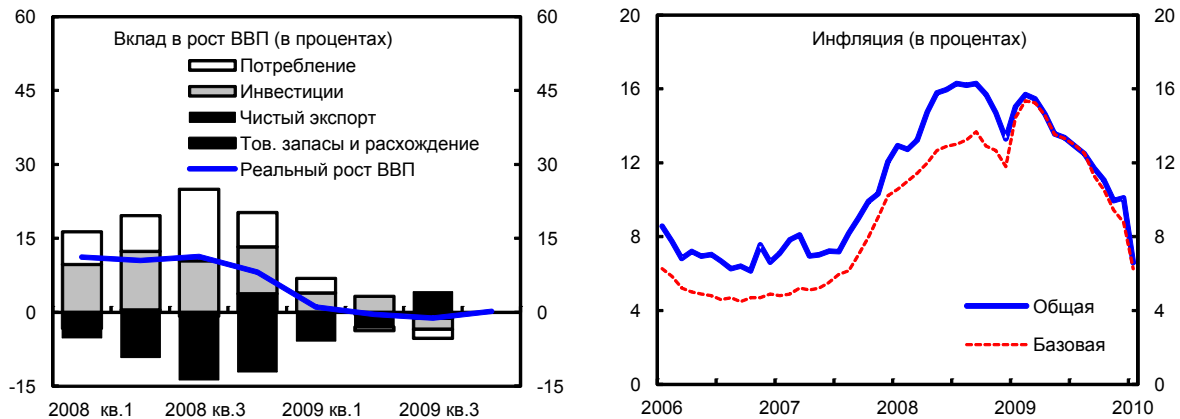 Вклад в рост ВВП (в процентах)
Потребление
Инвестиции
Чистый экспорт
Тов. запасы и расхождение
Реальный рост ВВП
60
45
30
15
0
-15
60
45
30
15
0
-15
2008 кв.1
2008 кв.3
2009 кв.1
2009 кв.3
Инфляция (в процентах)
20
16
12
8
4
0
20
16
12
8
4
0
Общая
Базовая
2006
2007
2008
2009
2010